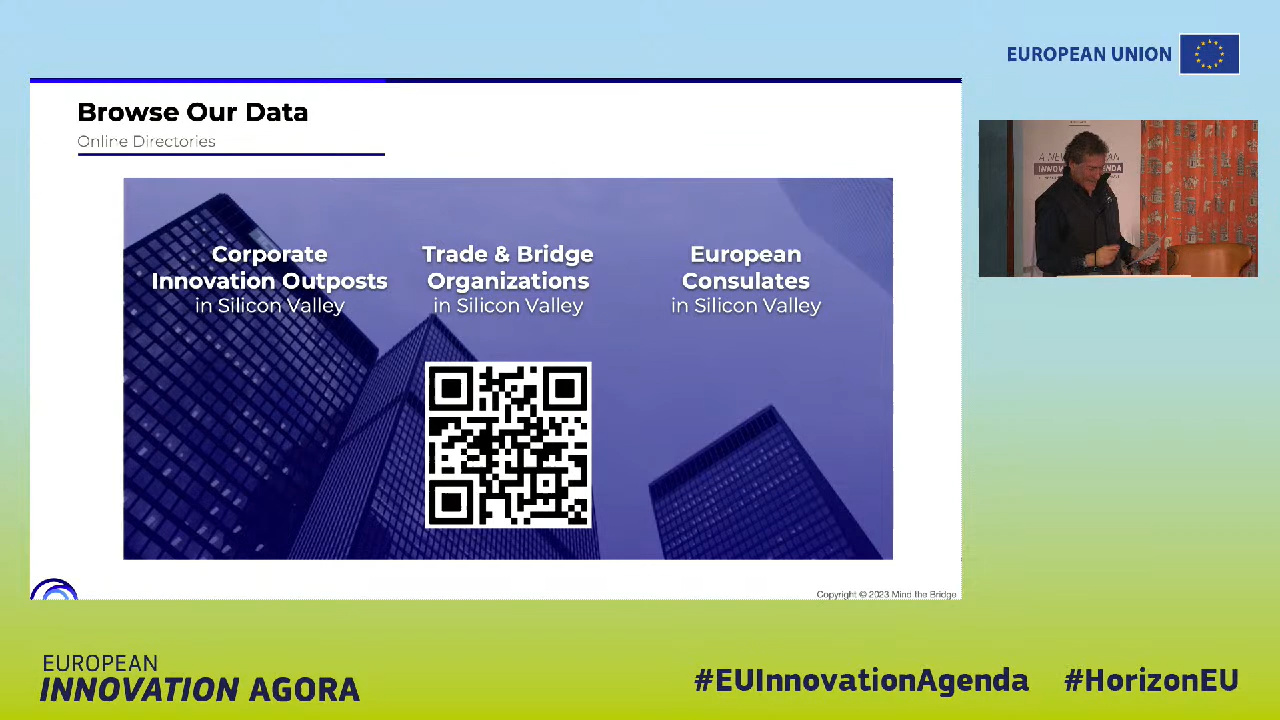 EUROPEAN UNION
Browse Our Data
Online Directories
Corporate
Innovation Outposts
in Silicon Valley
Trade & Bridge
Organizations
in Silicon Valley
European
Consulates
in Silicon Valley
Copyright © 2023 Mind the Bridge
EUROPEAN
INNOVATION AGORA
#EUInnovationAgenda #HorizonEU